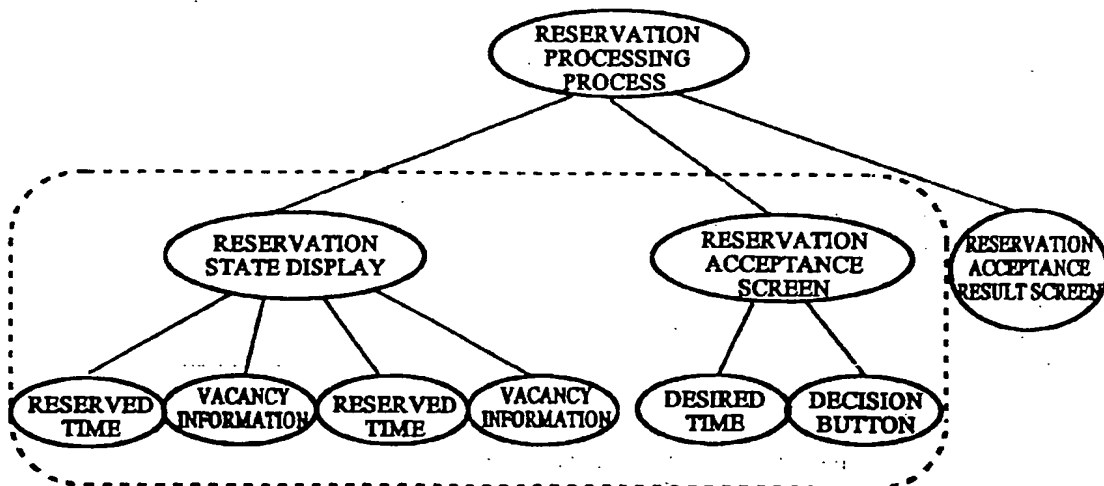 RESERVATION
PROCESSING
PROCESS
RESERVATION
STATE DISPLAY
RESERVATION
ACCEPTANCE
SCREEN
RESERVATION
ACCEPTANCE
RESULT SCREEN
RESERVED
TIME
VACANCY
INFORMATION
RESERVED
TIME
VACANCY
INFORMATION
DESIRED
TIME
DECISION
BUTTON